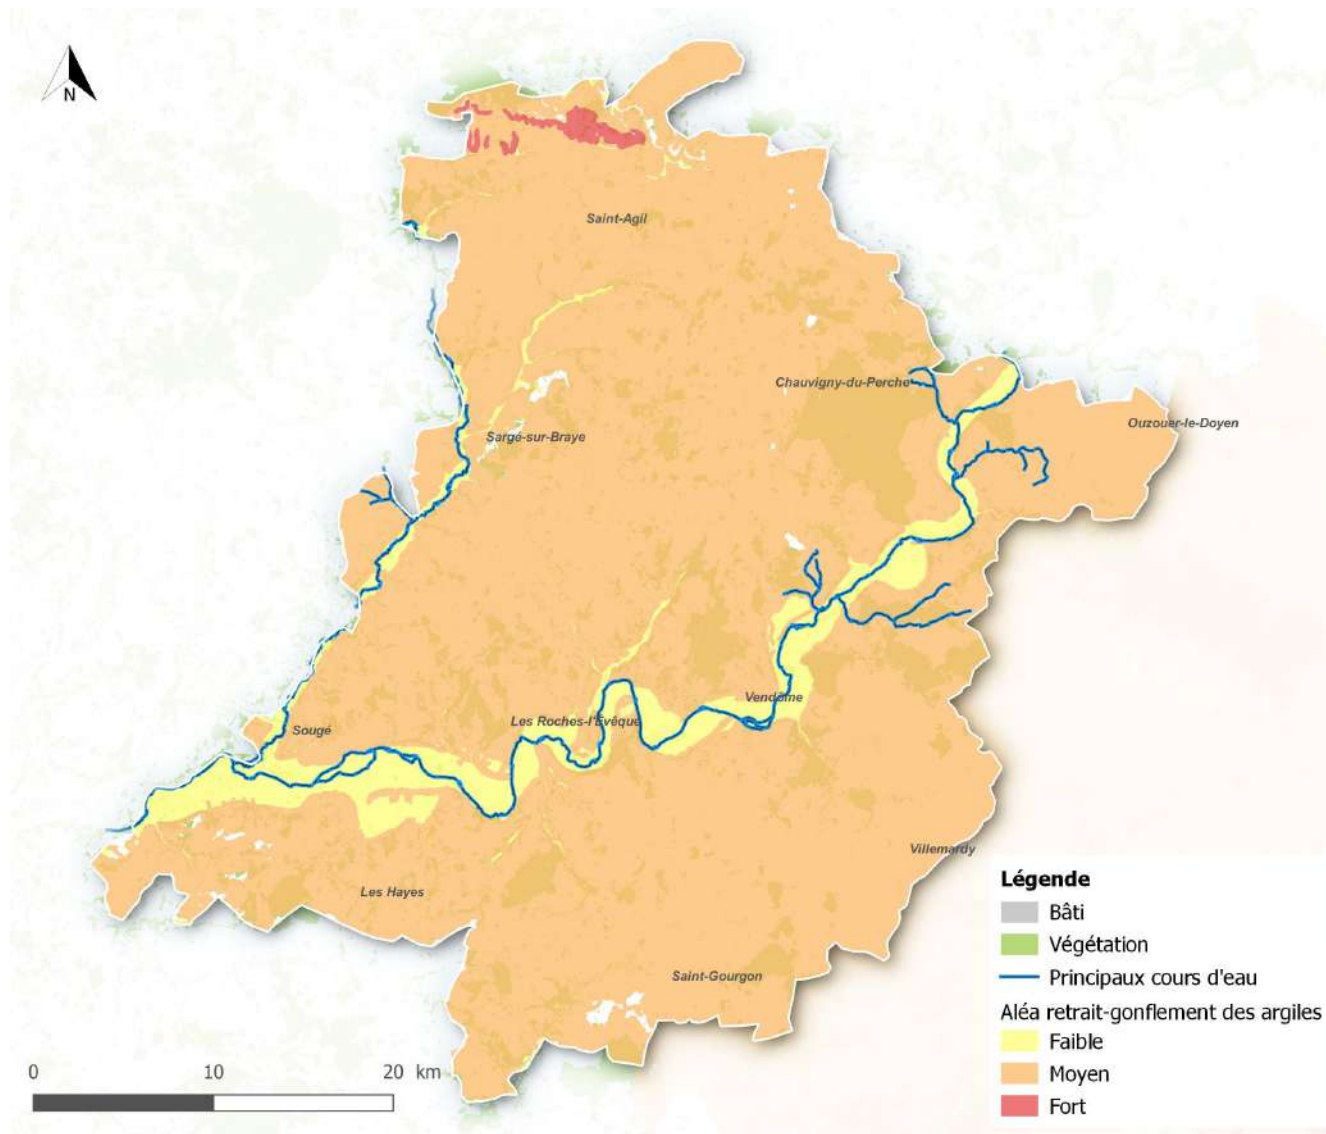 N
Saint-Agil
Chauvigny-du-Perche
Ouzouer-le-Doyen
Sargé-sur-Braye
Vendôme
Les Roches-l'Évêque
Sougé
Villemardy
Les Hayes
Saint-Gourgon
Légende
Bâti
Végétation
Principaux cours d'eau
Aléa retrait-gonflement des argiles
Faible
Moyen
Fort
0 10 20 km